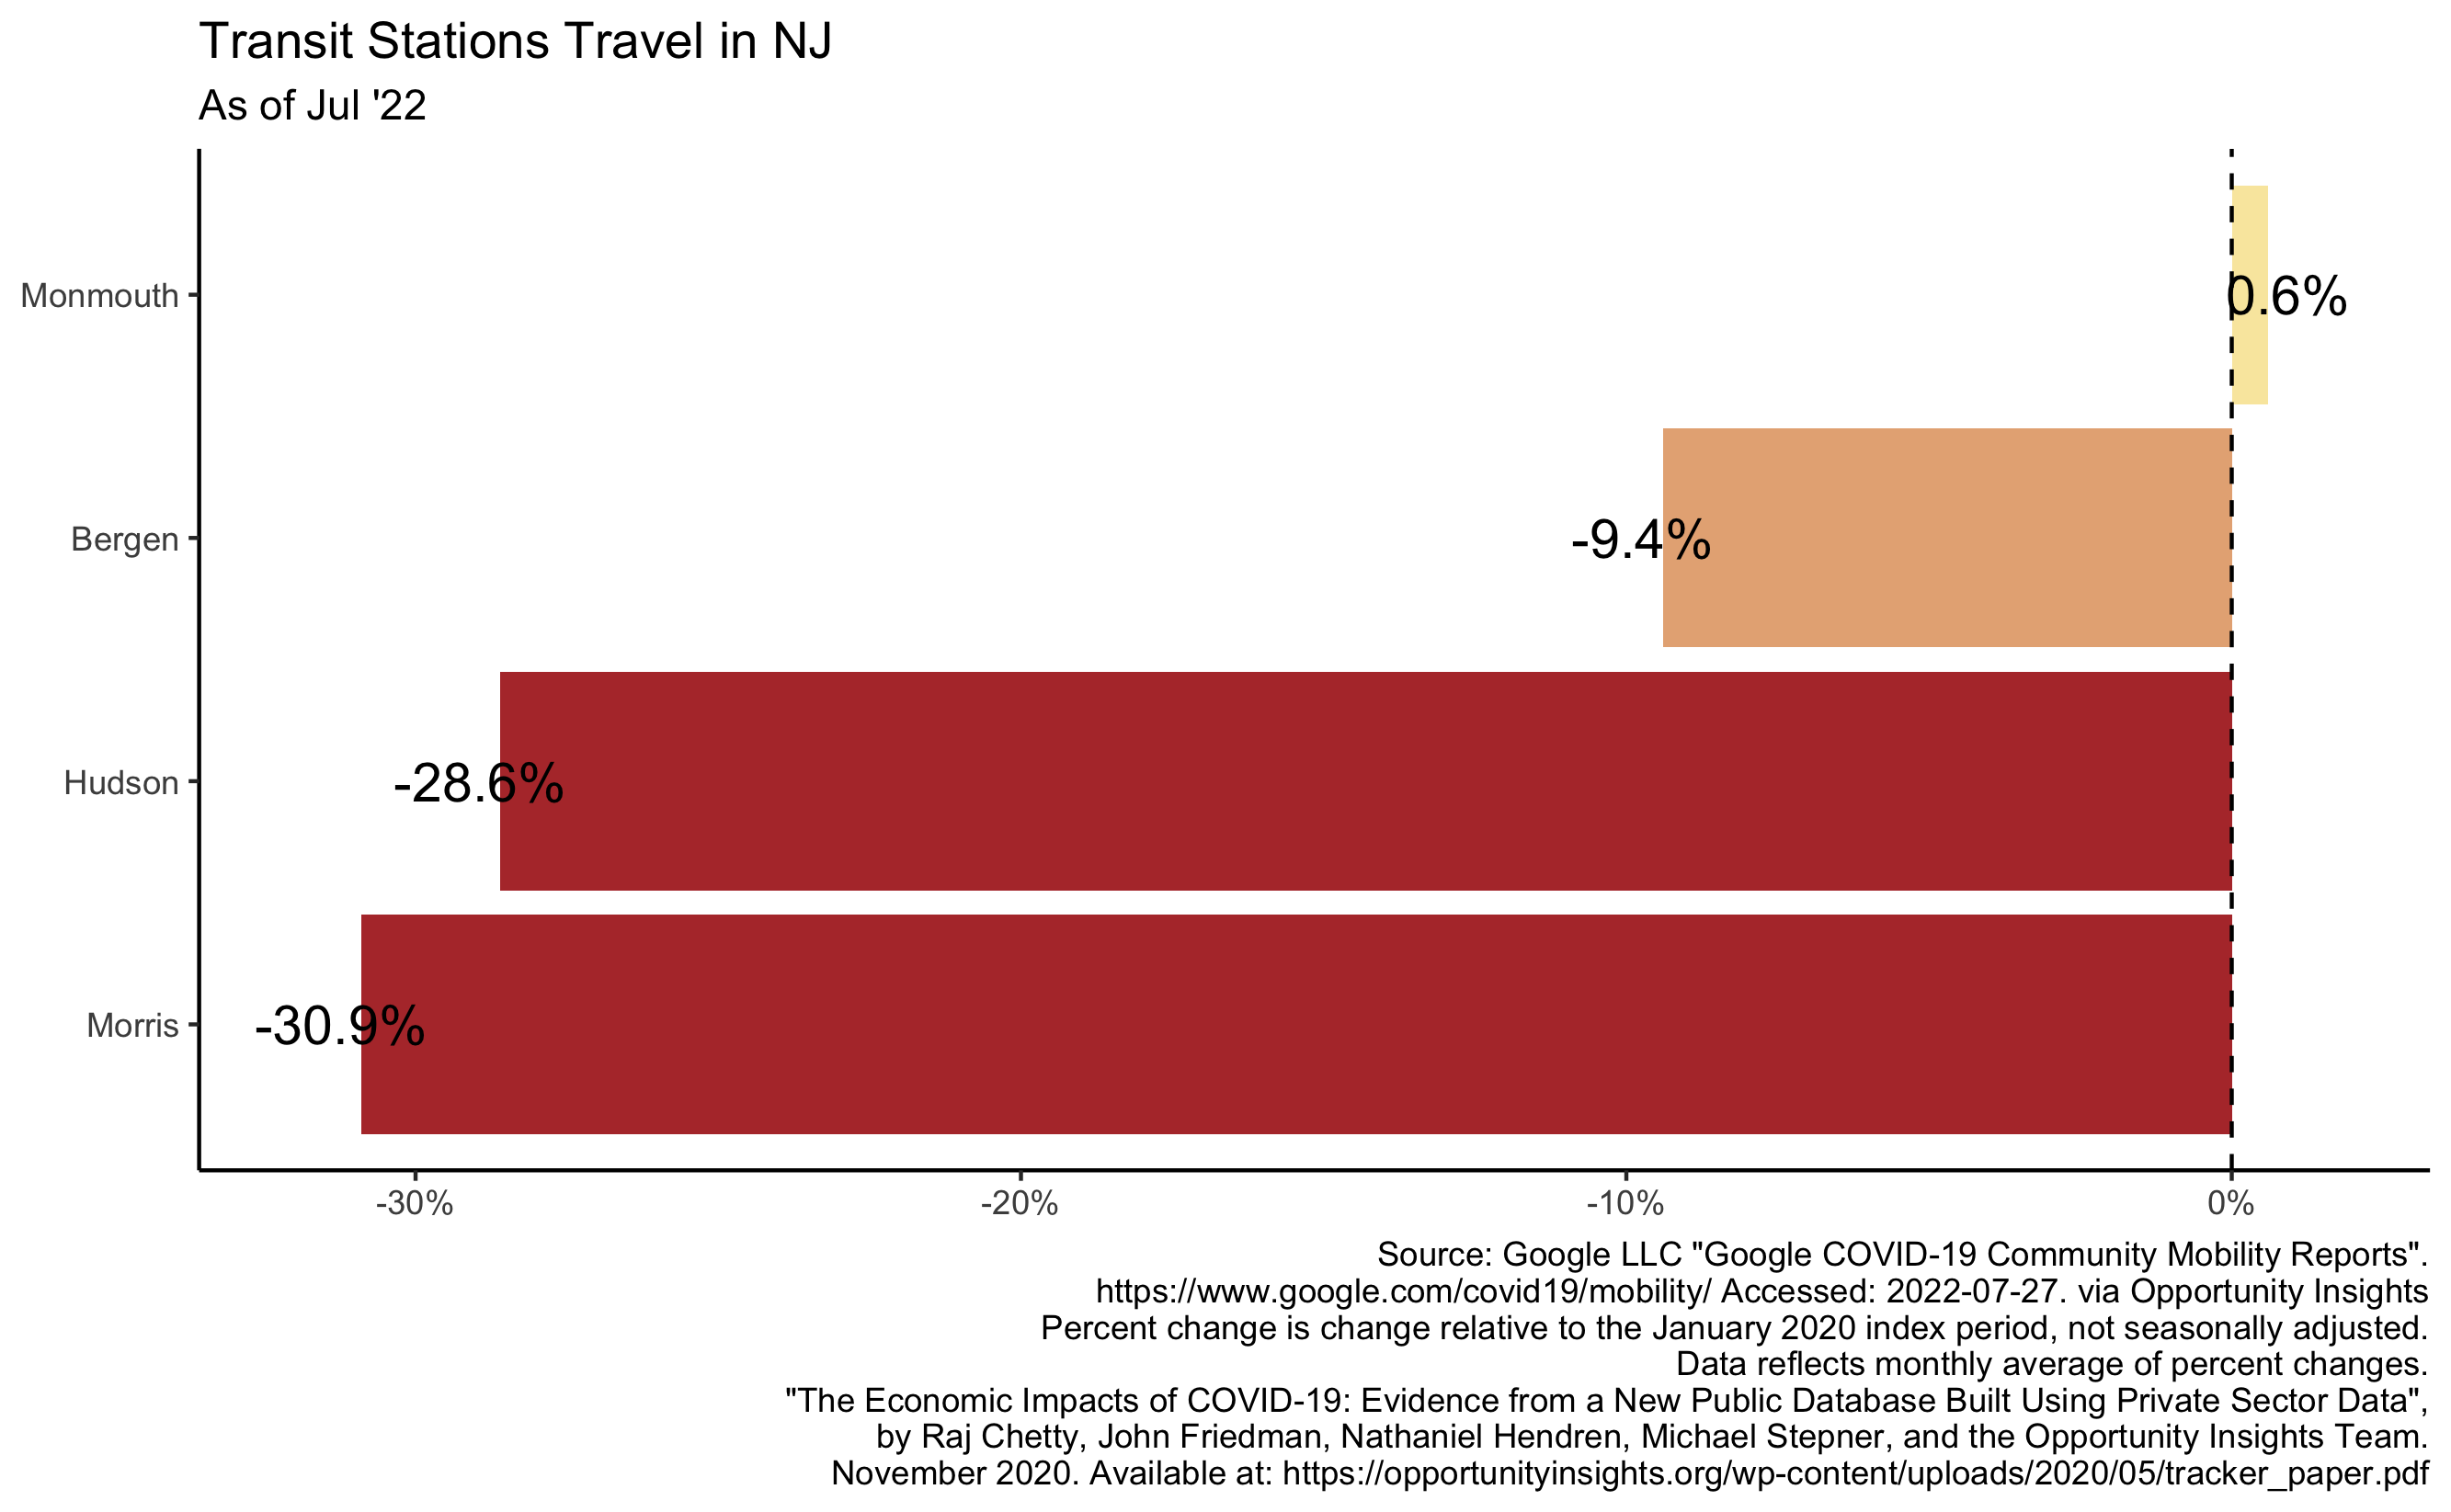 Transit Stations Travel in NJ
As of Jul '22
Monmouth
0.6%
Bergen
-9.4%
Hudson
-28.6%
Morris
-30.9%
-30%
-20%
-10%
0%
Source: Google LLC "Google COVID-19 Community Mobility Reports".
https://www.google.com/covid19/mobility/ Accessed: 2022-07-27. via Opportunity Insights
Percent change is change relative to the January 2020 index period, not seasonally adjusted.
Data reflects monthly average of percent changes.
"The Economic Impacts of COVID-19: Evidence from a New Public Database Built Using Private Sector Data",
by Raj Chetty, John Friedman, Nathaniel Hendren, Michael Stepner, and the Opportunity Insights Team.
November 2020. Available at: https://opportunityinsights.org/wp-content/uploads/2020/05/tracker_paper.pdf